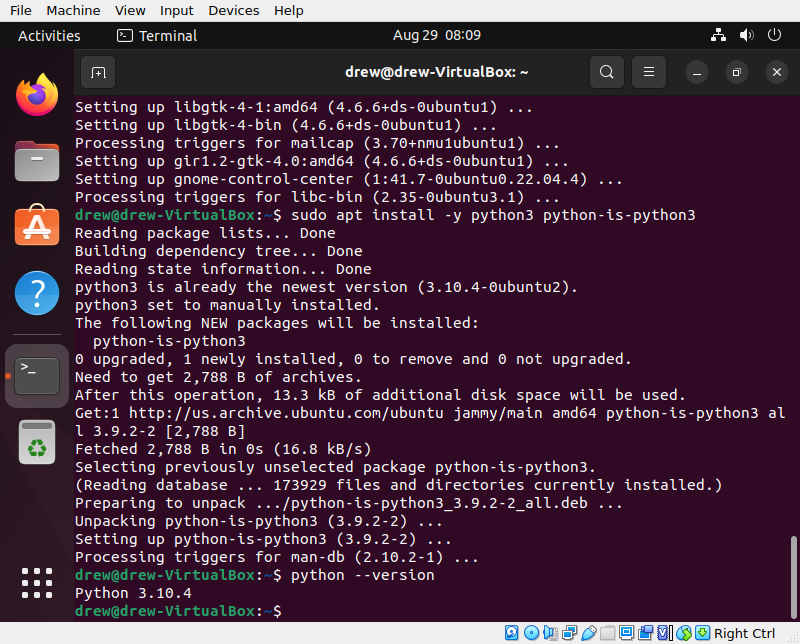 File Machine View Input Devices Help
Activities Terminal Aug 29 08:09
drew@drew-VirtualBox: ~
Setting up libgtk-4-1:amd64 (4.6.6+ds-0ubuntu1) ...
Setting up libgtk-4-bin (4.6.6+ds-0ubuntu1) ...
Processing triggers for mailcap (3.70+nmu1ubuntu1) ...
Setting up gir1.2-gtk-4.0:amd64 (4.6.6+ds-0ubuntu1) ...
Setting up gnome-control-center (1:41.7-0ubuntu0.22.04.4) ...
Processing triggers for libc-bin (2.35-0ubuntu3.1) ...
drew@drew-VirtualBox:~$ sudo apt install -y python3 python-is-python3
Reading package lists... Done
Building dependency tree... Done
Reading state information... Done
python3 is already the newest version (3.10.4-0ubuntu2).
python3 set to manually installed.
The following NEW packages will be installed:
  python-is-python3
0 upgraded, 1 newly installed, 0 to remove and 0 not upgraded.
Need to get 2,788 B of archives.
After this operation, 13.3 kB of additional disk space will be used.
Get:1 http://us.archive.ubuntu.com/ubuntu jammy/main amd64 python-is-python3 al
l 3.9.2-2 [2,788 B]
Fetched 2,788 B in 0s (16.8 kB/s)
Selecting previously unselected package python-is-python3.
(Reading database ... 173929 files and directories currently installed.)
Preparing to unpack .../python-is-python3_3.9.2-2_all.deb ...
Unpacking python-is-python3 (3.9.2-2) ...
Setting up python-is-python3 (3.9.2-2) ...
Processing triggers for man-db (2.10.2-1) ...
drew@drew-VirtualBox:~$ python --version
Python 3.10.4
drew@drew-VirtualBox:~$
Right Ctrl